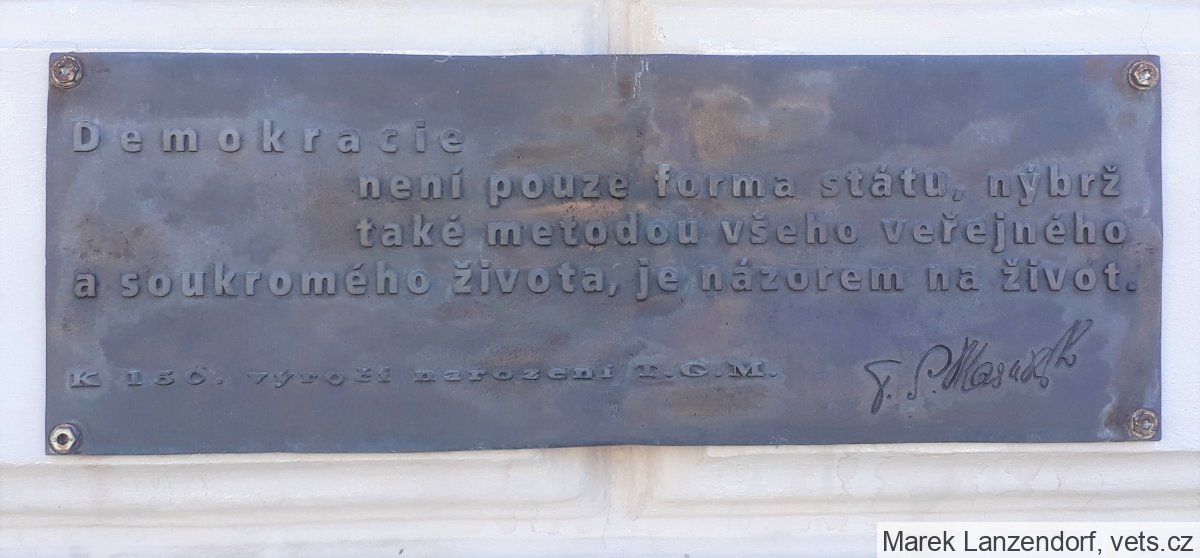 Demokracie
není pouze forma státu, nýbrž
také metodou všeho veřejného
a soukromého života, je názorem na život.
K 150. výročí narození T.G.M.
T. G. Masaryk
Marek Lanzendorf, vets.cz